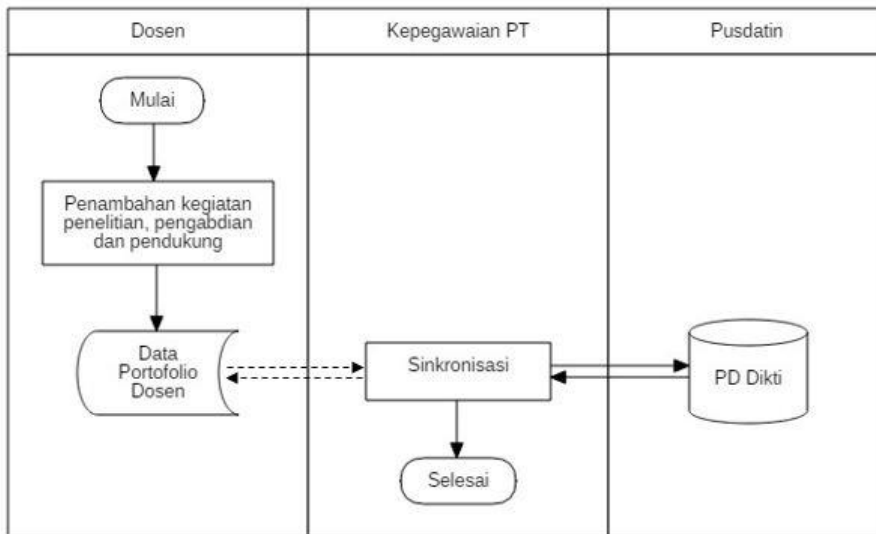 Dosen
Kepegawaian PT
Pusdatin
Mulai
Penambahan kegiatan
penelitian, pengabdian
dan pendukung
Data
Portofolio
Dosen
Sinkronisasi
PD Dikti
Selesai